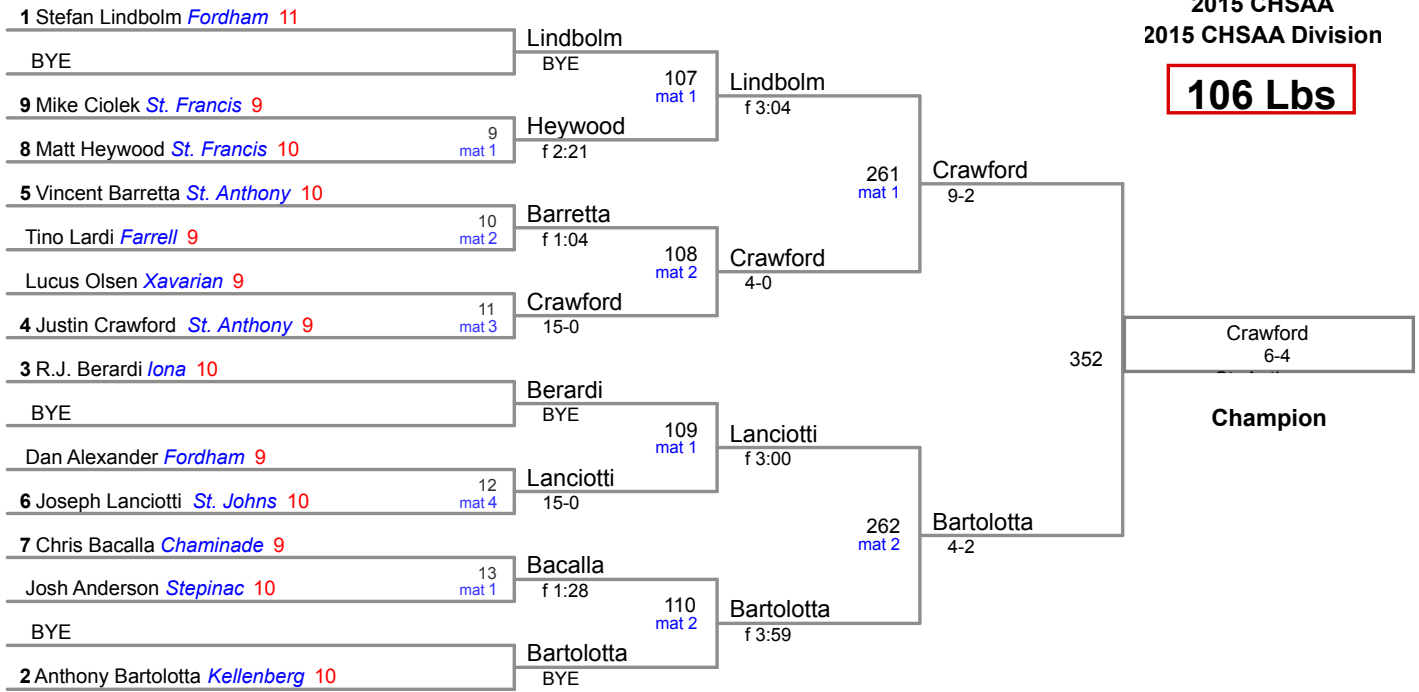 2015 CHSAA
2015 CHSAA Division
106 Lbs
1 Stefan Lindbolm Fordham 11
BYE
9 Mike Ciolek St. Francis 9
8 Matt Heywood St. Francis 10
5 Vincent Barretta St. Anthony 10
Tino Lardi Farrell 9
Lucus Olsen Xavarian 9
4 Justin Crawford St. Anthony 9
3 R.J. Berardi Iona 10
BYE
Dan Alexander Fordham 9
6 Joseph Lanciotti St. Johns 10
7 Chris Bacalla Chaminade 9
Josh Anderson Stepinac 10
BYE
2 Anthony Bartolotta Kellenberg 10
9
mat 1
10
mat 2
11
mat 3
12
mat 4
13
mat 1
Lindbolm
BYE
Heywood
f 2:21
Barretta
f 1:04
Crawford
15-0
Berardi
BYE
Lanciotti
15-0
Bacalla
f 1:28
Bartolotta
BYE
107
mat 1
108
mat 2
109
mat 1
110
mat 2
Lindbolm
f 3:04
Crawford
4-0
Lanciotti
f 3:00
Bartolotta
f 3:59
261
mat 1
262
mat 2
Crawford
9-2
Bartolotta
4-2
352
Crawford
6-4
Champion